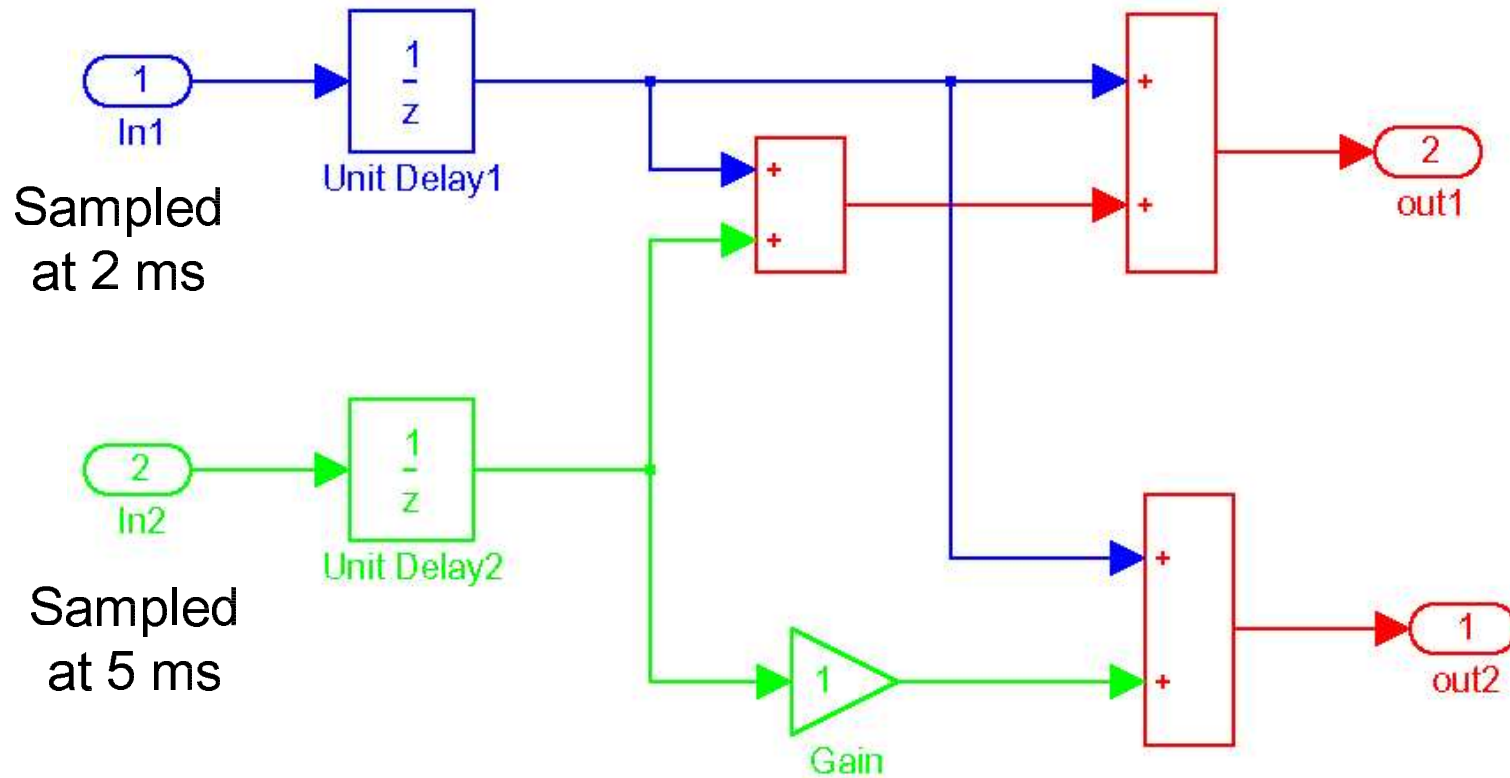 1
In1
1
z
Unit Delay1
+
+
+
+
2
out1
Sampled
at 2 ms
2
In2
1
z
Unit Delay2
+
+
1
out2
Sampled
at 5 ms
1
Gain